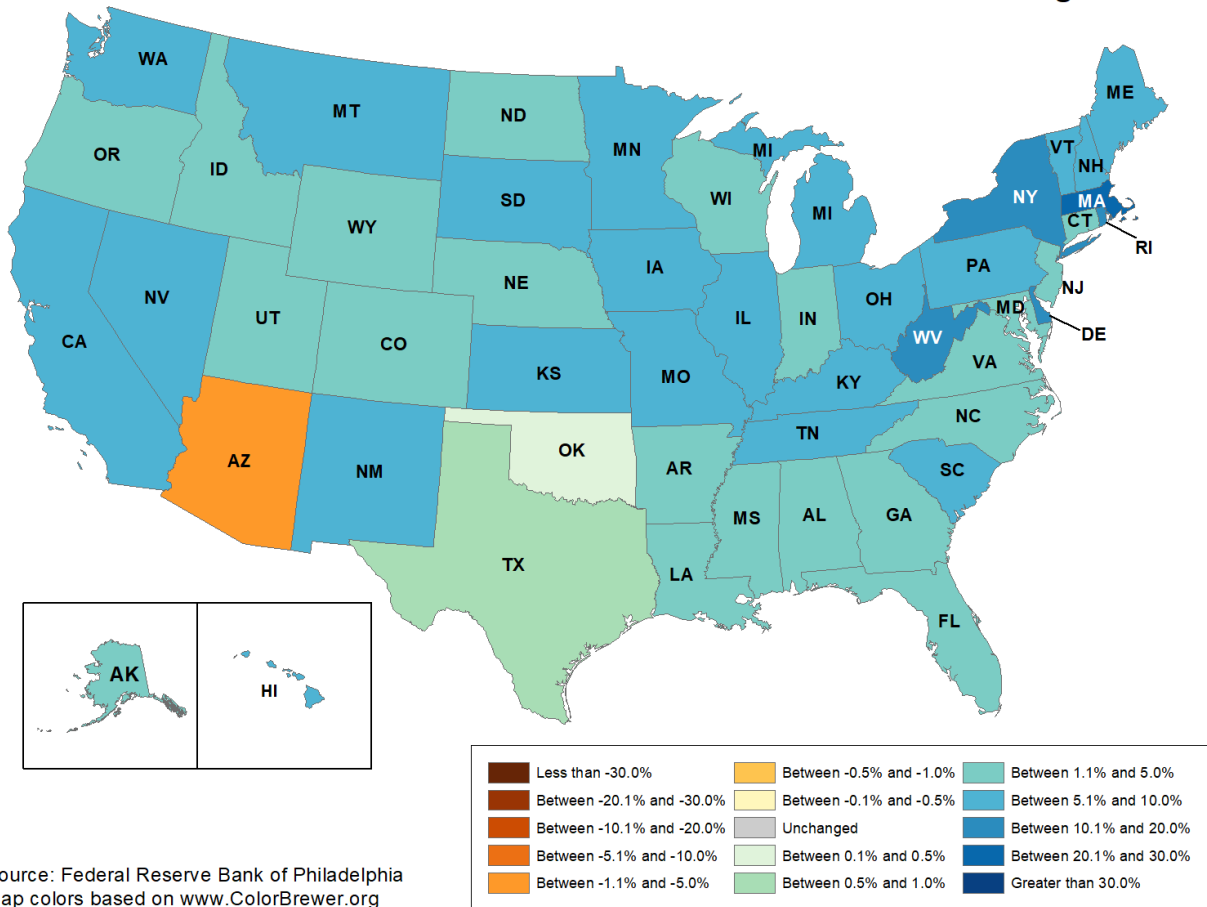 WA
MT
ND
MN
MI
ME
VT
NH
OR
ID
SD
WI
NY
MA
WY
MI
CT
RI
IA
PA
NV
NE
OH
NJ
UT
IL
IN
MD
DE
CA
CO
WV
KS
MO
VA
KY
NC
TN
AZ
NM
OK
AR
SC
MS
AL
GA
TX
LA
FL
AK
HI
Less than -30.0%
Between -20.1% and -30.0%
Between -10.1% and -20.0%
Between -5.1% and -10.0%
Between -1.1% and -5.0%
Between -0.5% and -1.0%
Between -0.1% and -0.5%
Unchanged
Between 0.1% and 0.5%
Between 0.5% and 1.0%
Between 1.1% and 5.0%
Between 5.1% and 10.0%
Between 10.1% and 20.0%
Between 20.1% and 30.0%
Greater than 30.0%
ource: Federal Reserve Bank of Philadelphia
ap colors based on www.ColorBrewer.org